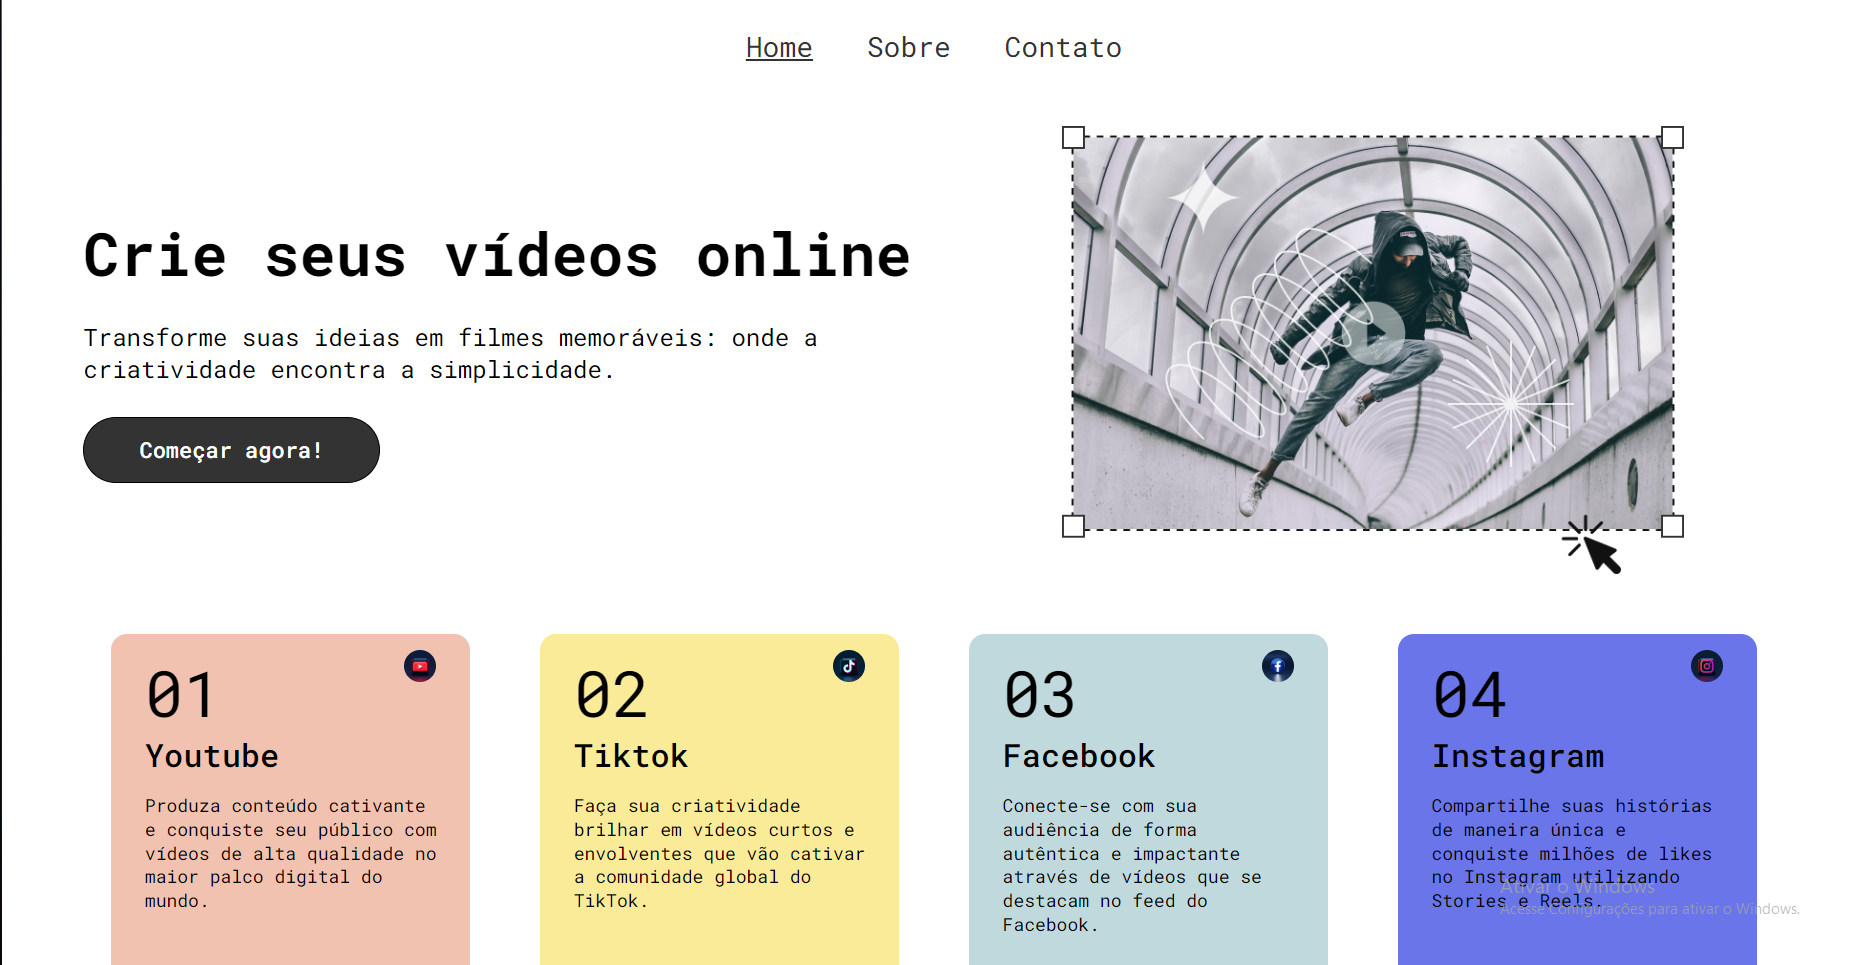 Home Sobre Contato
Crie seus vídeos online
Transforme suas ideias em filmes memoráveis: onde a
criatividade encontra a simplicidade.
Começar agora!
01
Youtube
Produza conteúdo cativante
e conquiste seu público com
vídeos de alta qualidade no
maior palco digital do
mundo.
02
Tiktok
Faça sua criatividade
brilhar em vídeos curtos e
envolventes que vão cativar
a comunidade global do
TikTok.
03
Facebook
Conecte-se com sua
audiência de forma
autêntica e impactante
através de vídeos que se
destacam no feed do
Facebook.
04
Instagram
Compartilhe suas histórias
de maneira única e
conquiste milhões de likes
no Instagram utilizando
Stories e Reels.
Ativar o Windows
Acesse Configurações para ativar o Windows.